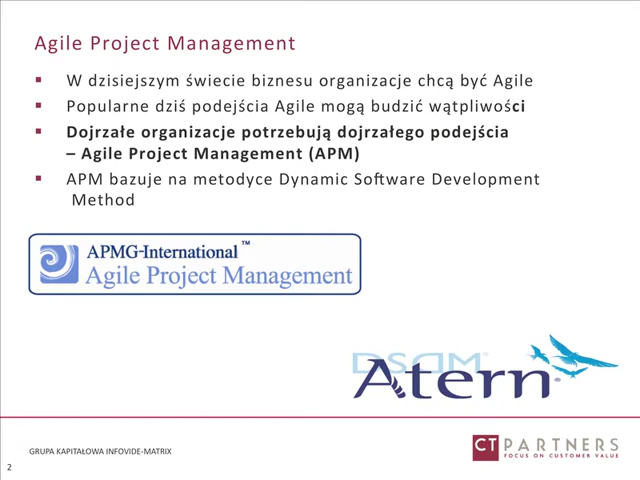 Agile Project Management
▪ W dzisiejszym świecie biznesu organizacje chcą być Agile
▪ Popularne dziś podejścia Agile mogą budzić wątpliwości
▪ Dojrzałe organizacje potrzebują dojrzałego podejścia
– Agile Project Management (APM)
▪ APM bazuje na metodyce Dynamic Software Development
Method
APMG-International™
Agile Project Management
DSDM™
Atern®
GRUPA KAPITAŁOWA INFOVIDE-MATRIX
CT PARTNERS
FOCUS ON CUSTOMER VALUE
2